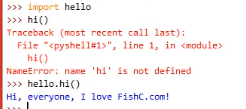 >>> import hello
>>> hi()
Traceback (most recent call last):
  File "<pyshell#1>", line 1, in <module>
    hi()
NameError: name 'hi' is not defined
>>> hello.hi()
Hi, everyone, I love FishC.com!
>>>